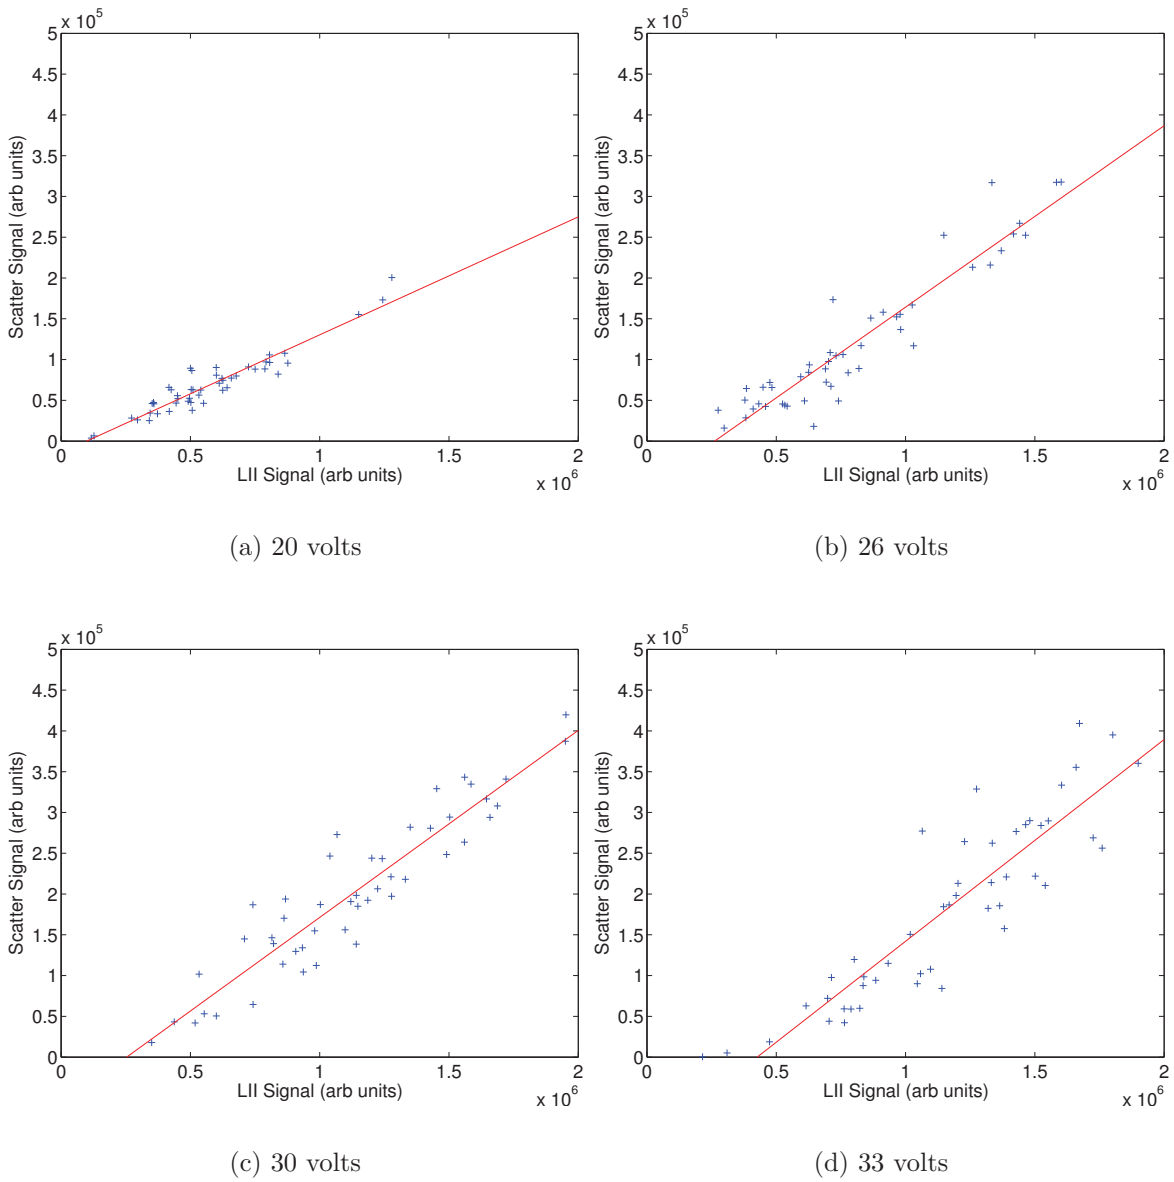 x 10^5
5
4.5
4
3.5
3
2.5
2
1.5
1
0.5
0
Scatter Signal (arb units)
0 0.5 1 1.5 2
LII Signal (arb units)
x 10^6
(a) 20 volts
x 10^5
5
4.5
4
3.5
3
2.5
2
1.5
1
0.5
0
Scatter Signal (arb units)
0 0.5 1 1.5 2
LII Signal (arb units)
x 10^6
(b) 26 volts
x 10^5
5
4.5
4
3.5
3
2.5
2
1.5
1
0.5
0
Scatter Signal (arb units)
0 0.5 1 1.5 2
LII Signal (arb units)
x 10^6
(c) 30 volts
x 10^5
5
4.5
4
3.5
3
2.5
2
1.5
1
0.5
0
Scatter Signal (arb units)
0 0.5 1 1.5 2
LII Signal (arb units)
x 10^6
(d) 33 volts